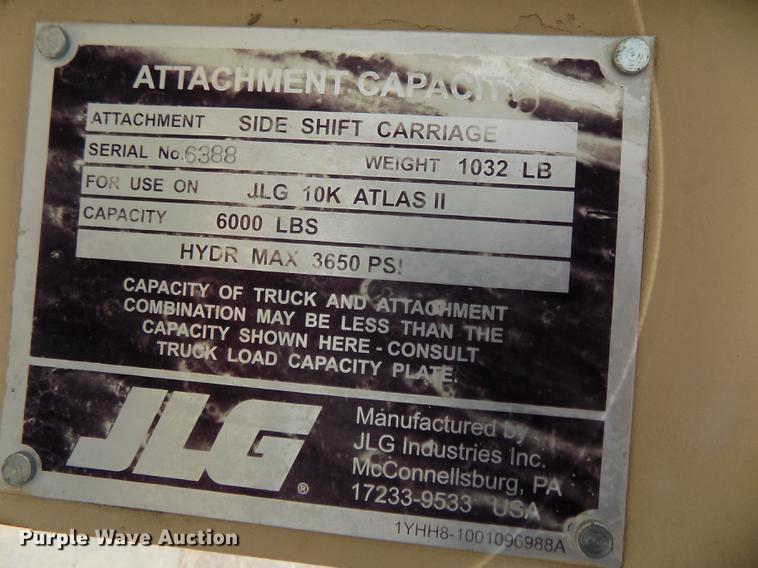 ATTACHMENT CAPACITY
ATTACHMENT SIDE SHIFT CARRIAGE
SERIAL No. 6388 WEIGHT 1032 LB
FOR USE ON JLG 10K ATLAS II
CAPACITY 6000 LBS
HYDR MAX 3650 PSI
CAPACITY OF TRUCK AND ATTACHMENT
COMBINATION MAY BE LESS THAN THE
CAPACITY SHOWN HERE - CONSULT
TRUCK LOAD CAPACITY PLATE.
JLG ®
Manufactured by
JLG Industries Inc.
McConnellsburg, PA
17233-9533 USA
1YHH8-1001096988A
Purple Wave Auction